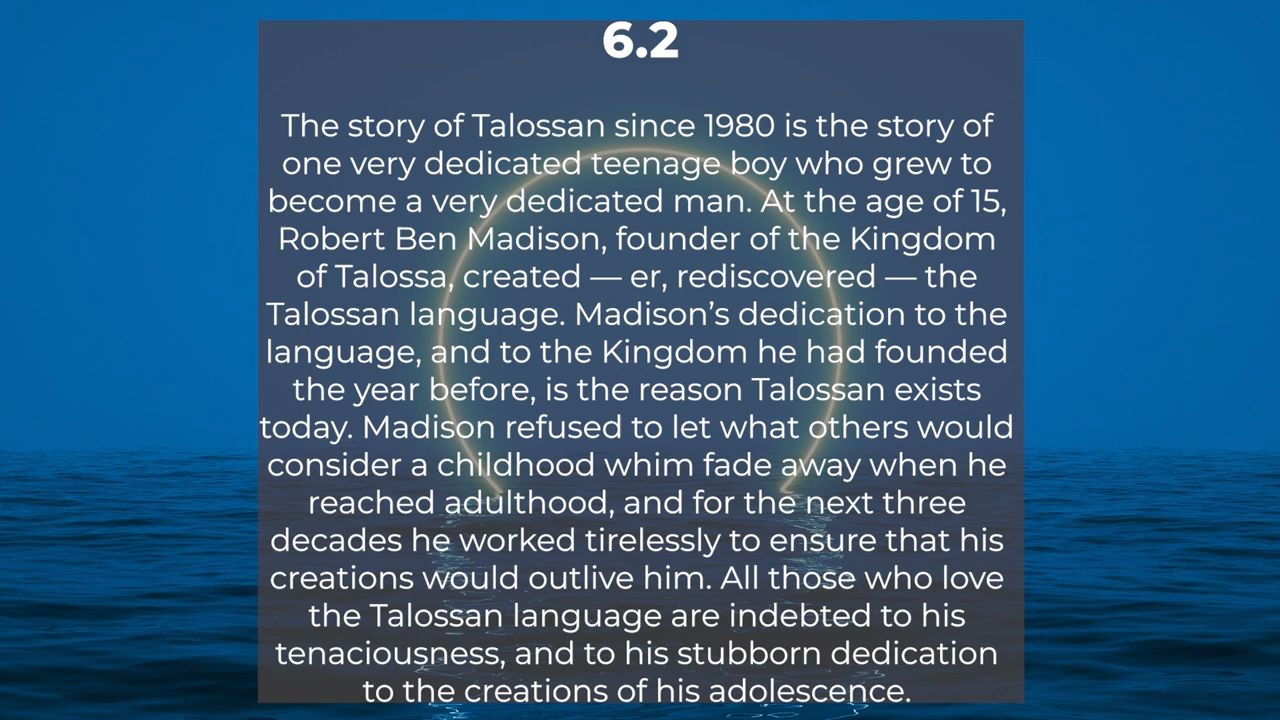 6.2
The story of Talossan since 1980 is the story of
one very dedicated teenage boy who grew to
become a very dedicated man. At the age of 15,
Robert Ben Madison, founder of the Kingdom
of Talossa, created — er, rediscovered — the
Talossan language. Madison’s dedication to the
language, and to the Kingdom he had founded
the year before, is the reason Talossan exists
today. Madison refused to let what others would
consider a childhood whim fade away when he
reached adulthood, and for the next three
decades he worked tirelessly to ensure that his
creations would outlive him. All those who love
the Talossan language are indebted to his
tenaciousness, and to his stubborn dedication
to the creations of his adolescence.